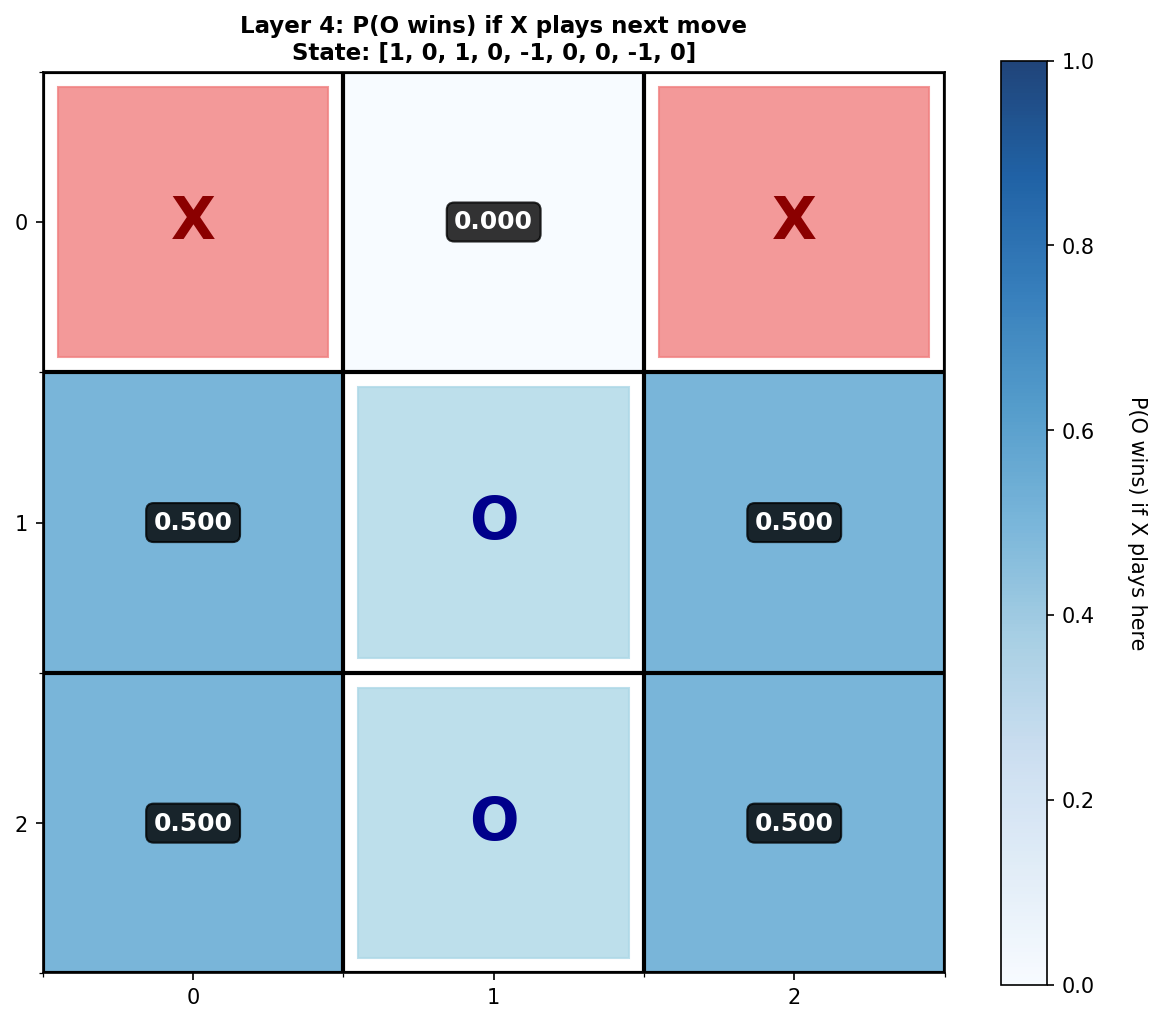 Layer 4: P(O wins) if X plays next move
State: [1, 0, 1, 0, -1, 0, 0, -1, 0]
X
0.000
X
0.500
O
0.500
0.500
O
0.500
0
1
2
0
1
2
1.0
0.8
0.6
0.4
0.2
0.0
P(O wins) if X plays here